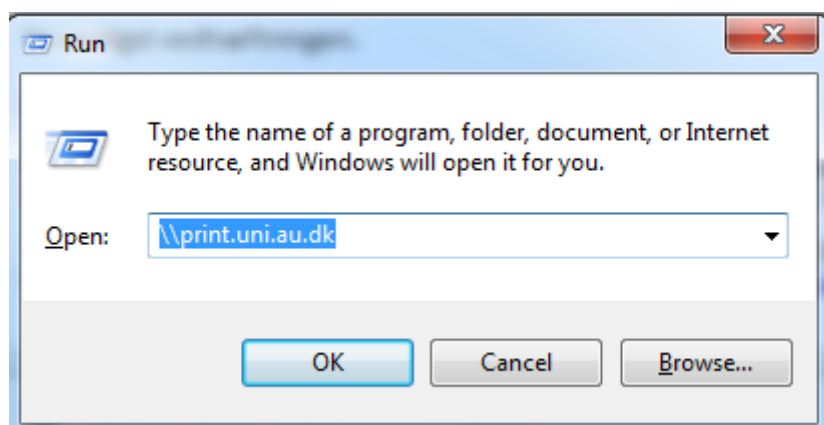 Run
Type the name of a program, folder, document, or Internet
resource, and Windows will open it for you.
Open: \\print.uni.au.dk
OK Cancel Browse...